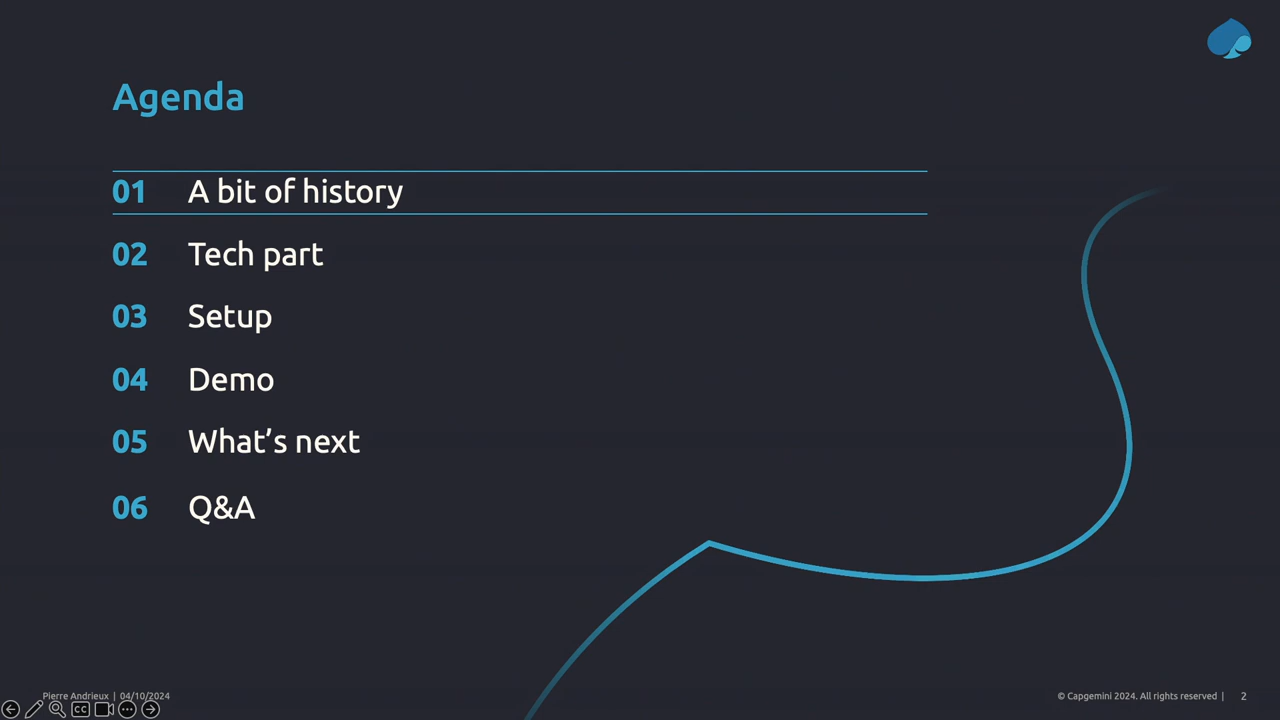 Agenda
01 A bit of history
02 Tech part
03 Setup
04 Demo
05 What’s next
06 Q&A
Pierre Andrieux | 04/10/2024
© Capgemini 2024. All rights reserved | 2
CC